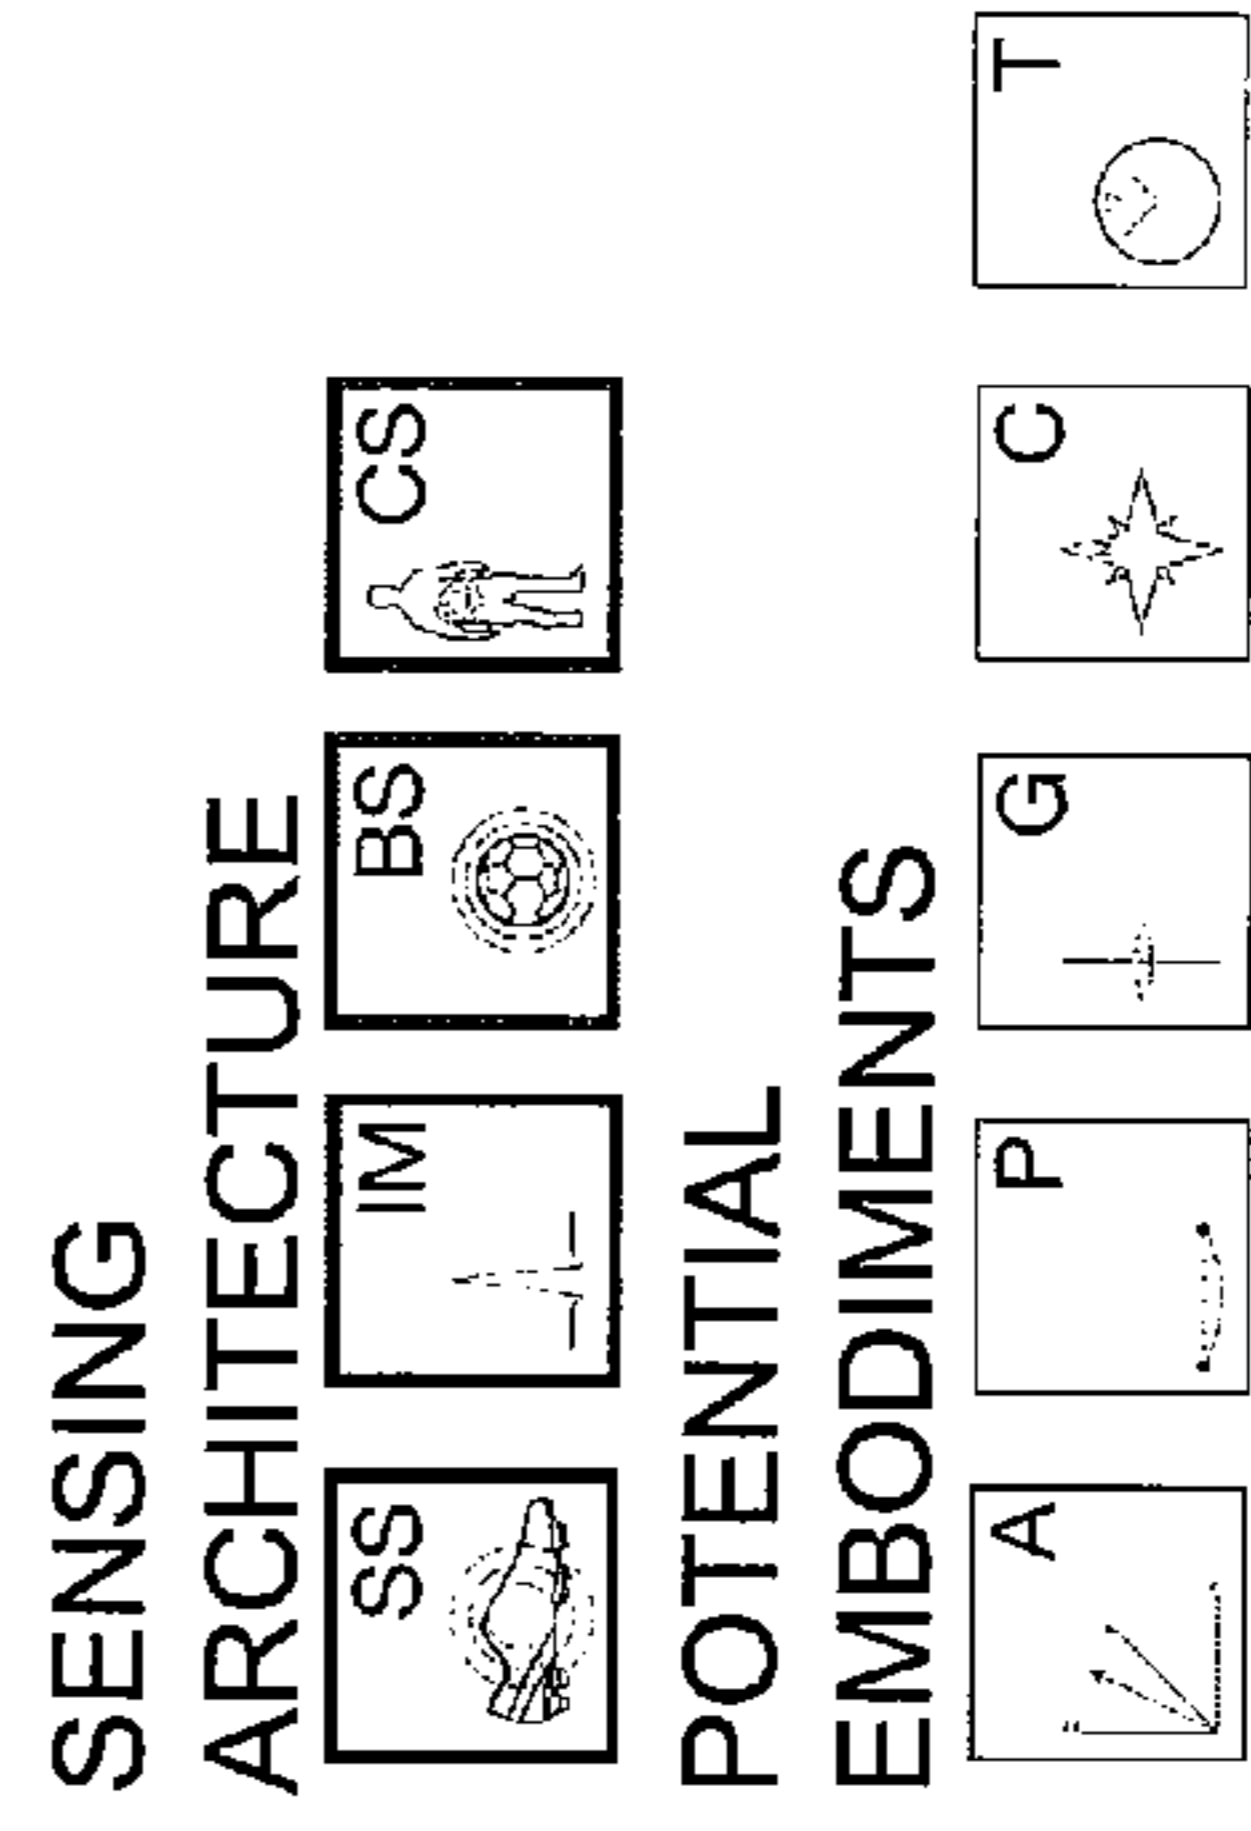 SENSING
ARCHITECTURE
SS IM BS CS
POTENTIAL
EMBODIMENTS
A P G C T